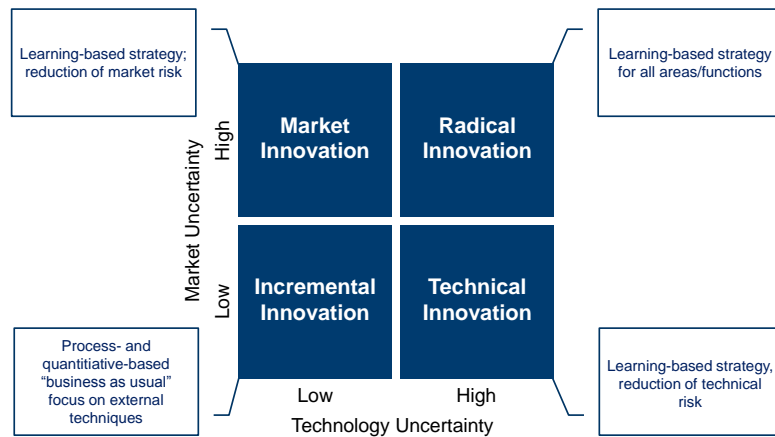 Learning-based strategy;
reduction of market risk
Learning-based strategy
for all areas/functions
Market Uncertainty
High
Low
Market
Innovation
Radical
Innovation
Incremental
Innovation
Technical
Innovation
Process- and
quantitiative-based
“business as usual”
focus on external
techniques
Learning-based strategy,
reduction of technical
risk
Low
High
Technology Uncertainty